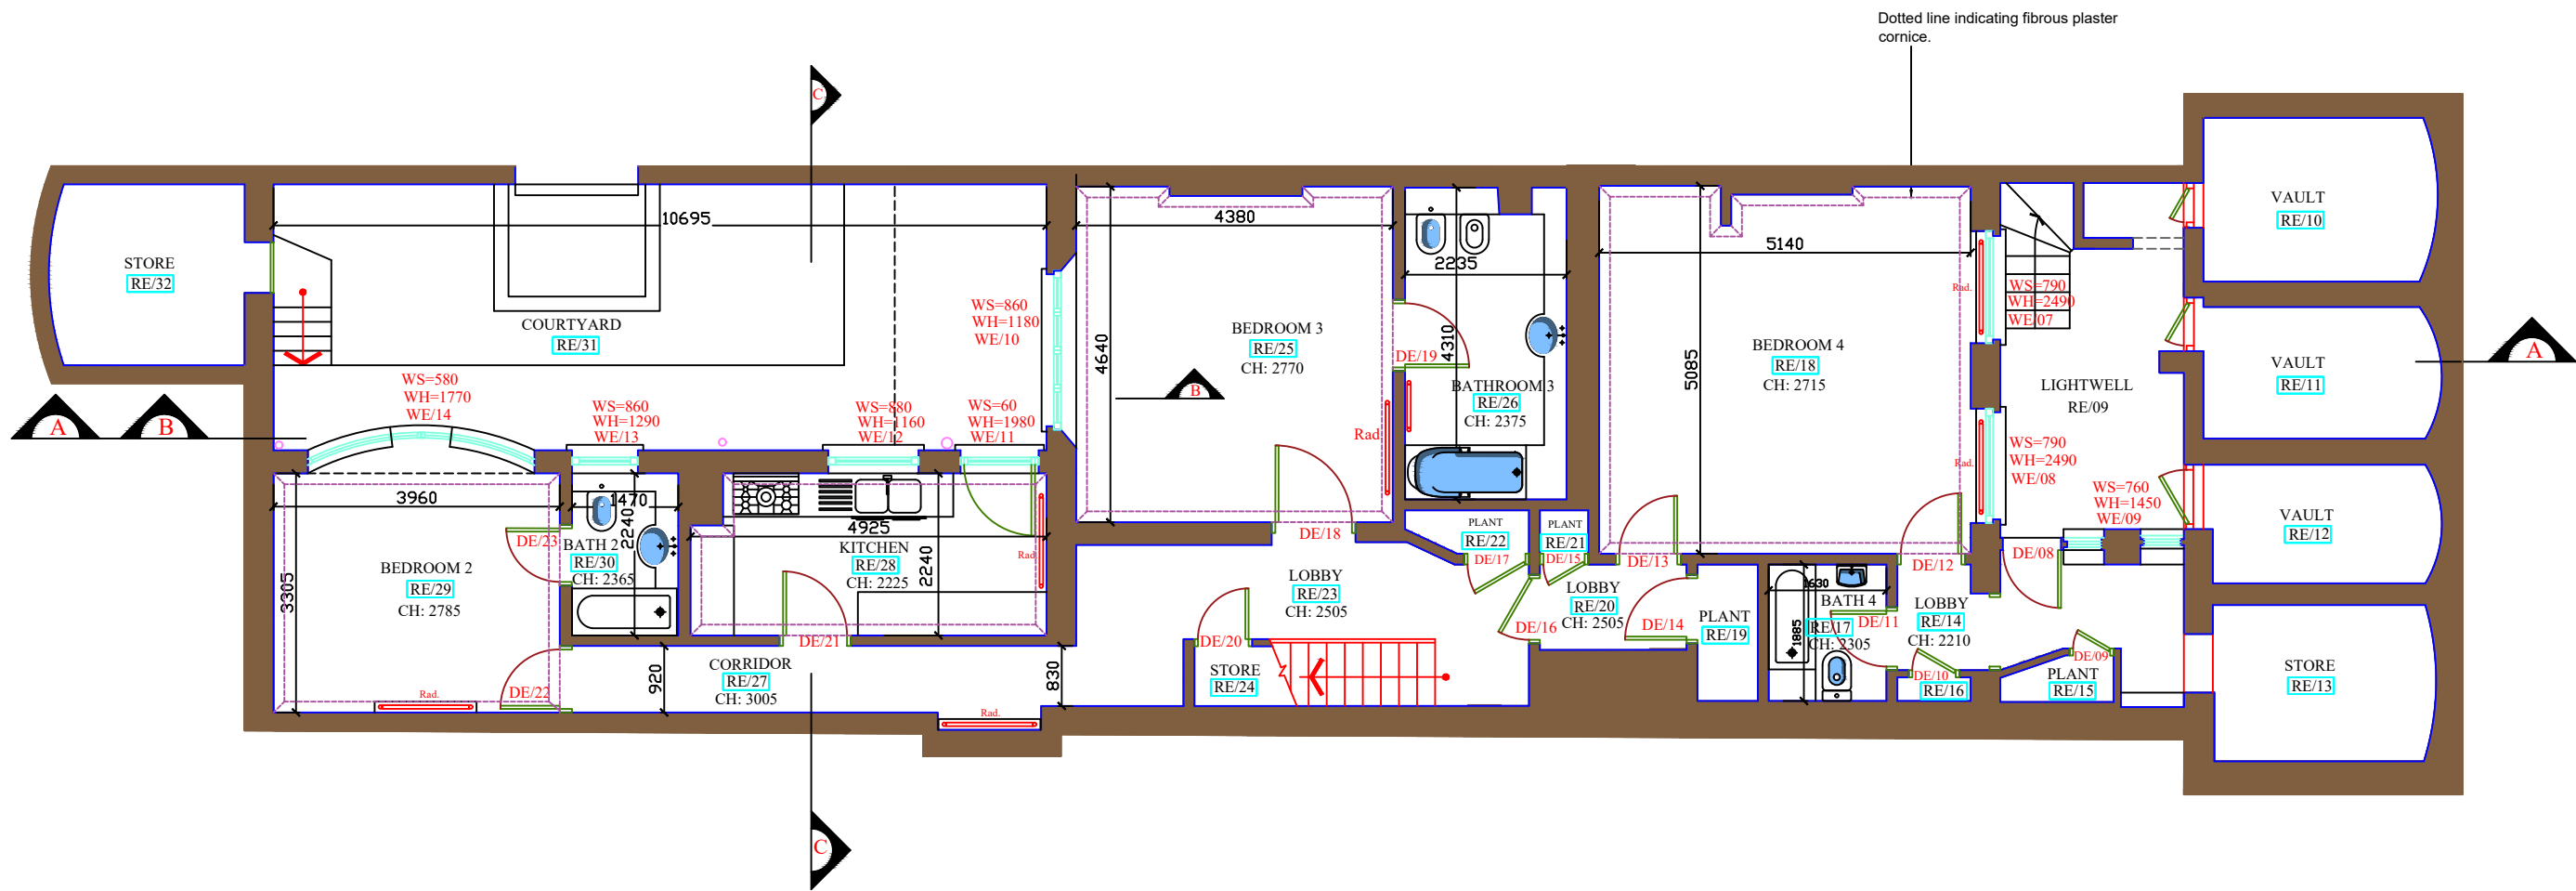 Dotted line indicating fibrous plaster
cornice.
C
STORE
RE/32
10695
COURTYARD
RE/31
WS=860
WH=1180
WE/10
4380
4640
BEDROOM 3
RE/25
CH: 2770
B
Rad
DE/18
2235
4310
DE/19
BATHROOM 3
RE/26
CH: 2375
5140
5085
BEDROOM 4
RE/18
CH: 2715
Rad.
Rad.
WS=790
WH=2490
WE/07
LIGHTWELL
RE/09
WS=790
WH=2490
WE/08
WS=760
WH=1450
WE/09
VAULT
RE/10
VAULT
RE/11
A
VAULT
RE/12
STORE
RE/13
A
B
WS=580
WH=1770
WE/14
WS=860
WH=1290
WE/13
WS=880
WH=1160
WE/12
WS=60
WH=1980
WE/11
3960
3305
BEDROOM 2
RE/29
CH: 2785
Rad.
DE/22
DE/23
1470
2240
BATH 2
RE/30
CH: 2365
4925
KITCHEN
RE/28
CH: 2225
2240
Rad
DE/21
920
CORRIDOR
RE/27
CH: 3005
830
Rad.
LOBBY
RE/23
CH: 2505
DE/20
STORE
RE/24
PLANT
RE/22
DE/17
PLANT
RE/21
DE/15
DE/16
LOBBY
RE/20
CH: 2505
DE/13
DE/14
PLANT
RE/19
1630
1885
BATH 4
RE/17
CH: 2305
DE/11
DE/12
LOBBY
RE/14
CH: 2210
DE/10
RE/16
DE/08
DE/09
PLANT
RE/15
C